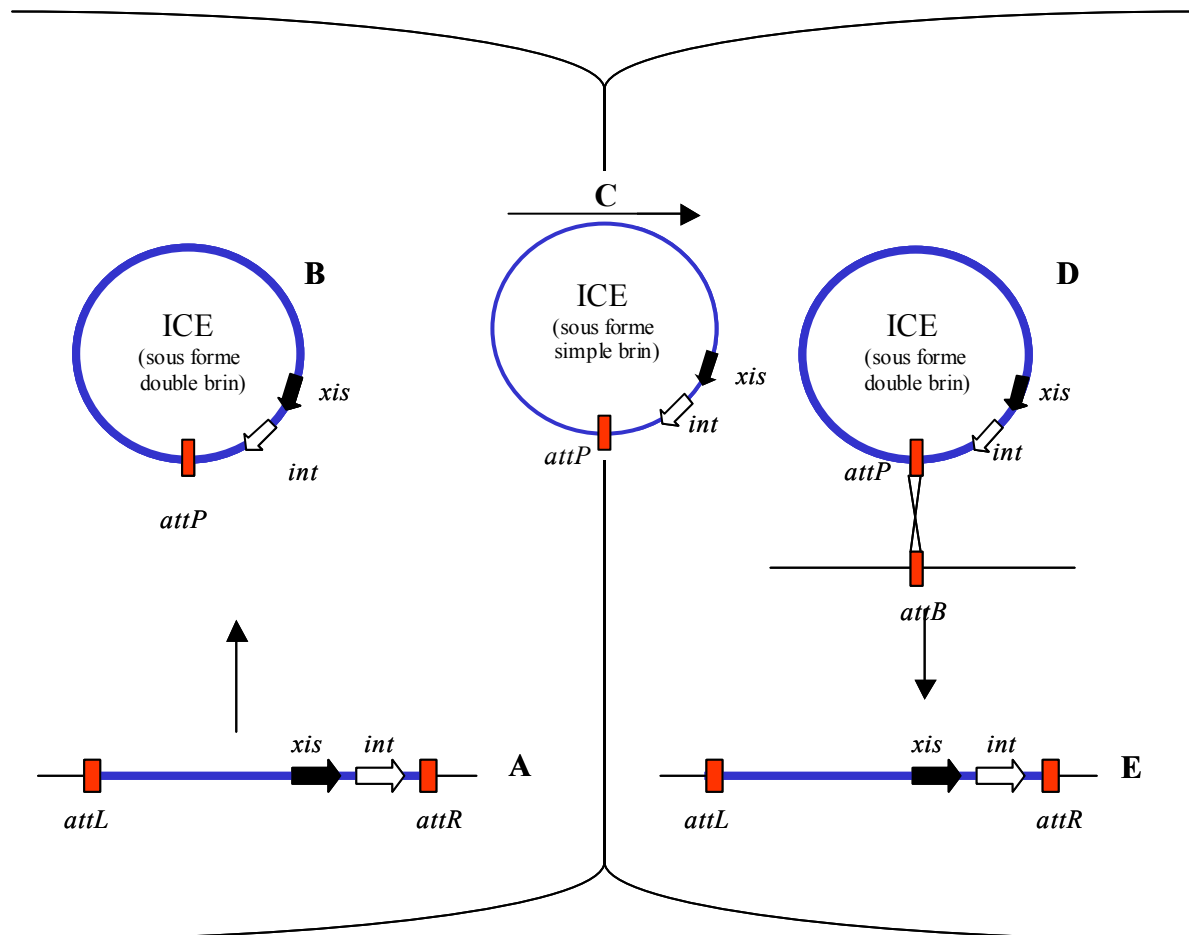 C
B
ICE
(sous forme
double brin)
xis
int
attP
ICE
(sous forme
simple brin)
xis
int
attP
D
ICE
(sous forme
double brin)
xis
int
attP
attB
xis
int
A
attL
attR
xis
int
E
attL
attR